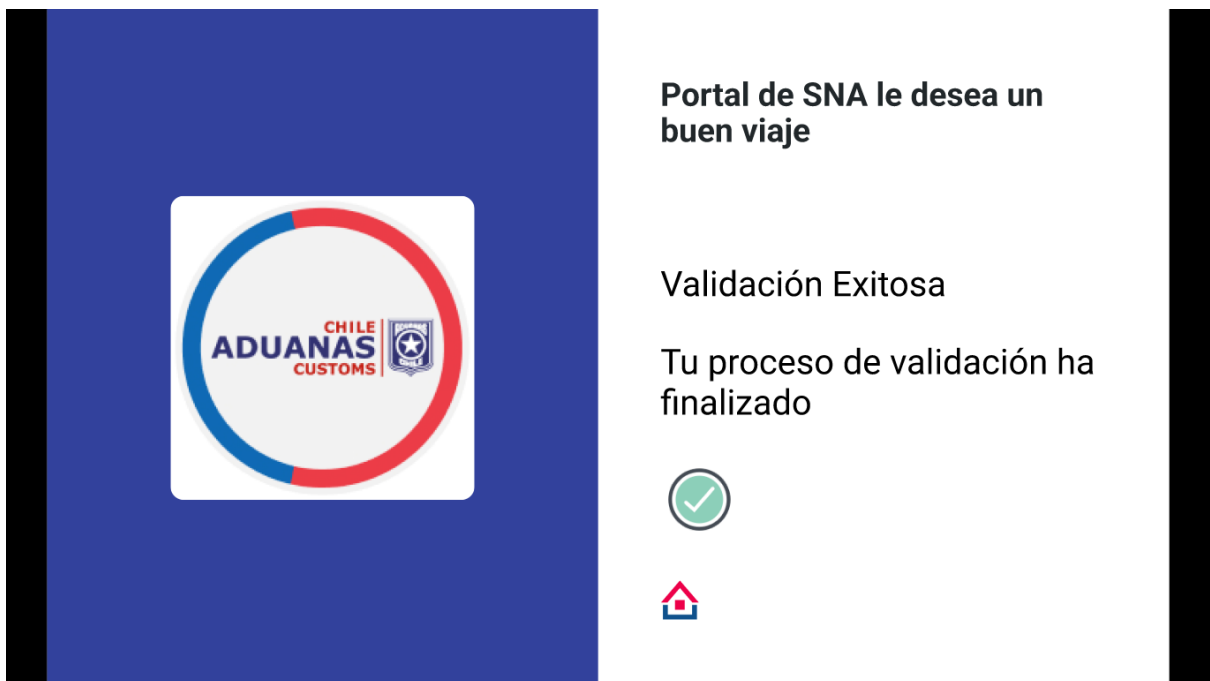 Portal de SNA le desea un
buen viaje
CHILE
ADUANAS
CUSTOMS
Validación Exitosa
Tu proceso de validación ha
finalizado